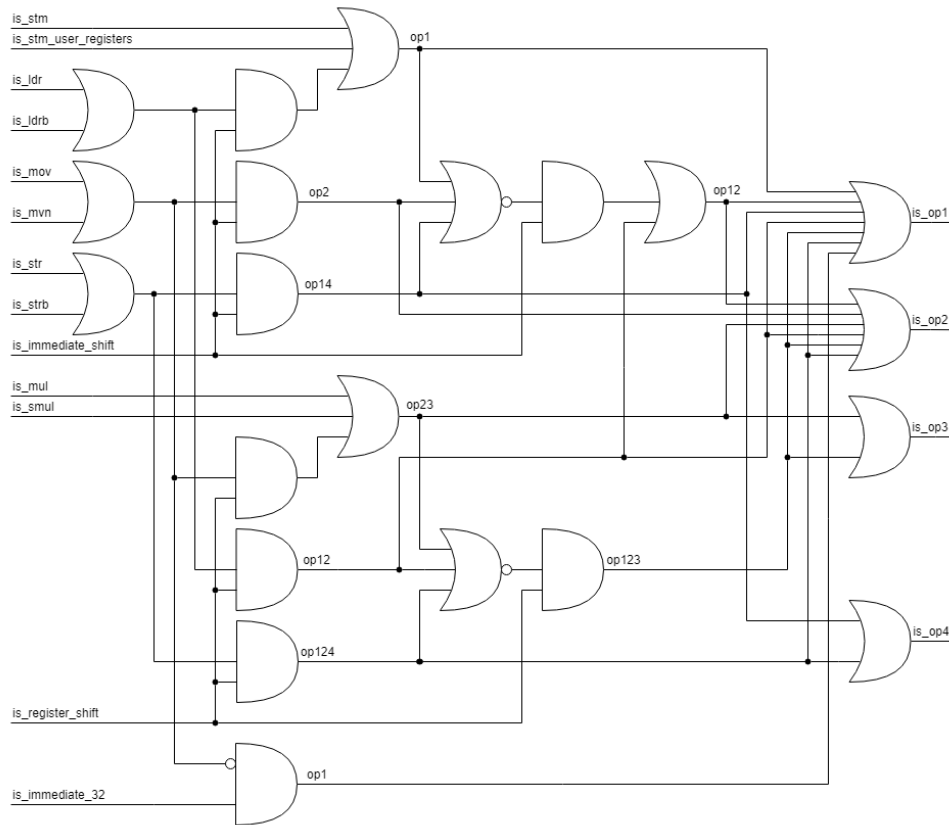 is_stm
is_stm_user_registers
op1
is_ldr
is_ldrb
is_mov
is_mvn
op2
op12
is_op1
is_str
is_strb
op14
is_op2
is_immediate_shift
is_mul
is_smul
op23
is_op3
op12
op123
op124
is_op4
is_register_shift
op1
is_immediate_32